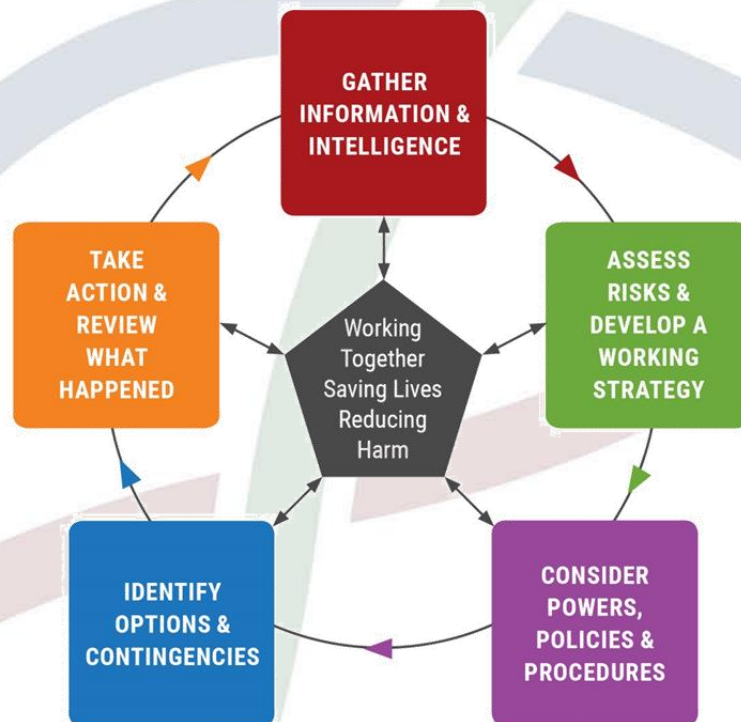 GATHER
INFORMATION &
INTELLIGENCE
ASSESS
RISKS &
DEVELOP A
WORKING
STRATEGY
CONSIDER
POWERS,
POLICIES &
PROCEDURES
IDENTIFY
OPTIONS &
CONTINGENCIES
TAKE
ACTION &
REVIEW
WHAT
HAPPENED
Working
Together
Saving Lives
Reducing
Harm